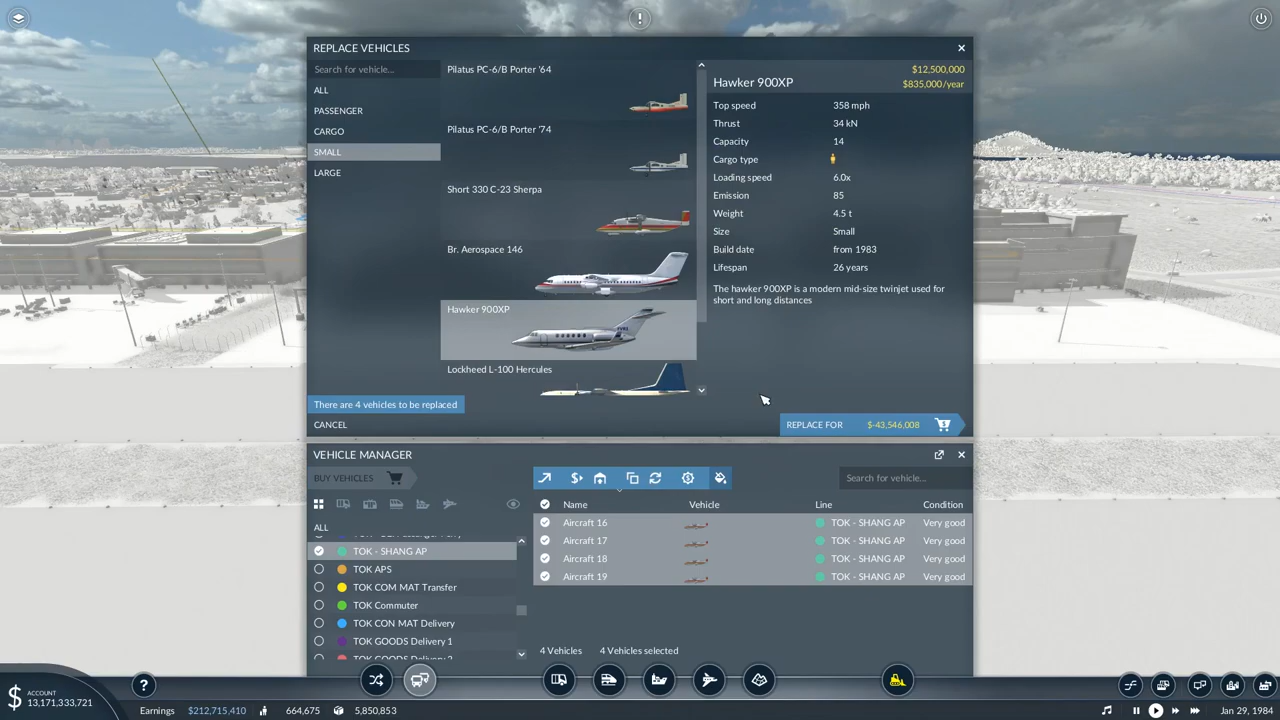 REPLACE VEHICLES
Search for vehicle...
ALL
PASSENGER
CARGO
SMALL
LARGE
Pilatus PC-6/B Porter '64
Pilatus PC-6/B Porter '74
Short 330 C-23 Sherpa
Br. Aerospace 146
Hawker 900XP
Lockheed L-100 Hercules
$12,500,000
Hawker 900XP
$835,000/year
Top speed 358 mph
Thrust 34 kN
Capacity 14
Cargo type
Loading speed 6.0x
Emission 85
Weight 4.5 t
Size Small
Build date from 1983
Lifespan 26 years
The hawker 900XP is a modern mid-size twinjet used for
short and long distances
There are 4 vehicles to be replaced
CANCEL
REPLACE FOR $-43,546,008
VEHICLE MANAGER
BUY VEHICLES
Search for vehicle...
ALL
TOK - SHANG AP
TOK APS
TOK COM MAT Transfer
TOK Commuter
TOK CON MAT Delivery
TOK GOODS Delivery 1
Name Vehicle Line Condition
Aircraft 16 TOK - SHANG AP Very good
Aircraft 17 TOK - SHANG AP Very good
Aircraft 18 TOK - SHANG AP Very good
Aircraft 19 TOK - SHANG AP Very good
4 Vehicles 4 Vehicles selected
$ ACCOUNT
13,171,333,721
?
Earnings $212,715,410 664,675 5,850,853
Jan 29, 1984